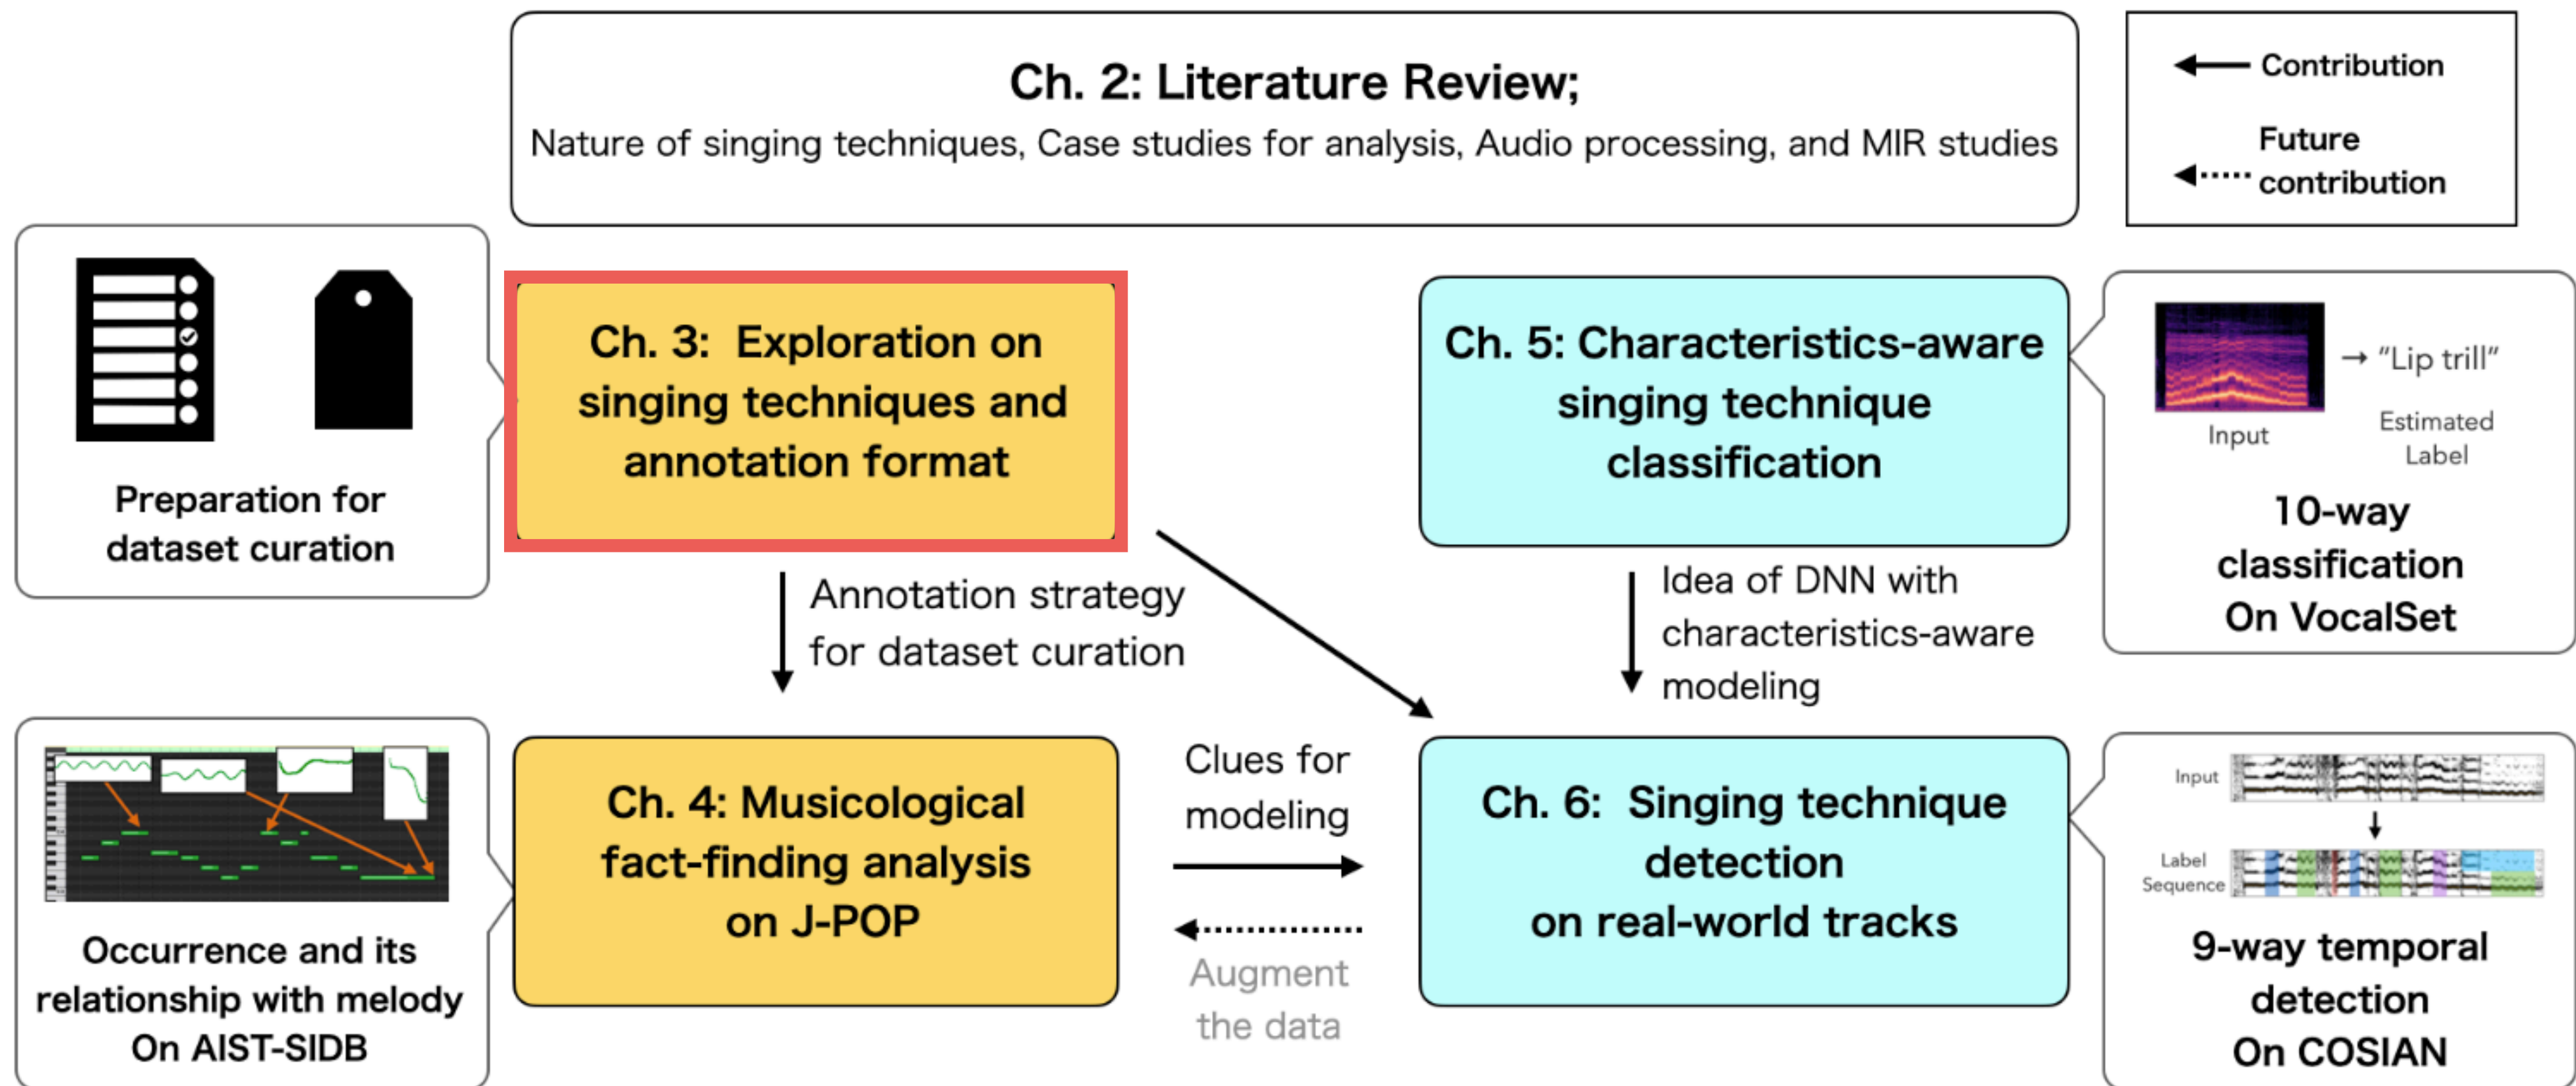 Ch. 2: Literature Review;
Nature of singing techniques, Case studies for analysis, Audio processing, and MIR studies
Contribution
Future
contribution
Preparation for
dataset curation
Ch. 3:  Exploration on
singing techniques and
annotation format
Ch. 5: Characteristics-aware
singing technique
classification
→ “Lip trill”
Input
Estimated
Label
10-way
classification
On VocalSet
Annotation strategy
for dataset curation
Idea of DNN with
characteristics-aware
modeling
Occurrence and its
relationship with melody
On AIST-SIDB
Ch. 4: Musicological
fact-finding analysis
on J-POP
Clues for
modeling
Augment
the data
Ch. 6:  Singing technique
detection
on real-world tracks
Input
Label
Sequence
9-way temporal
detection
On COSIAN